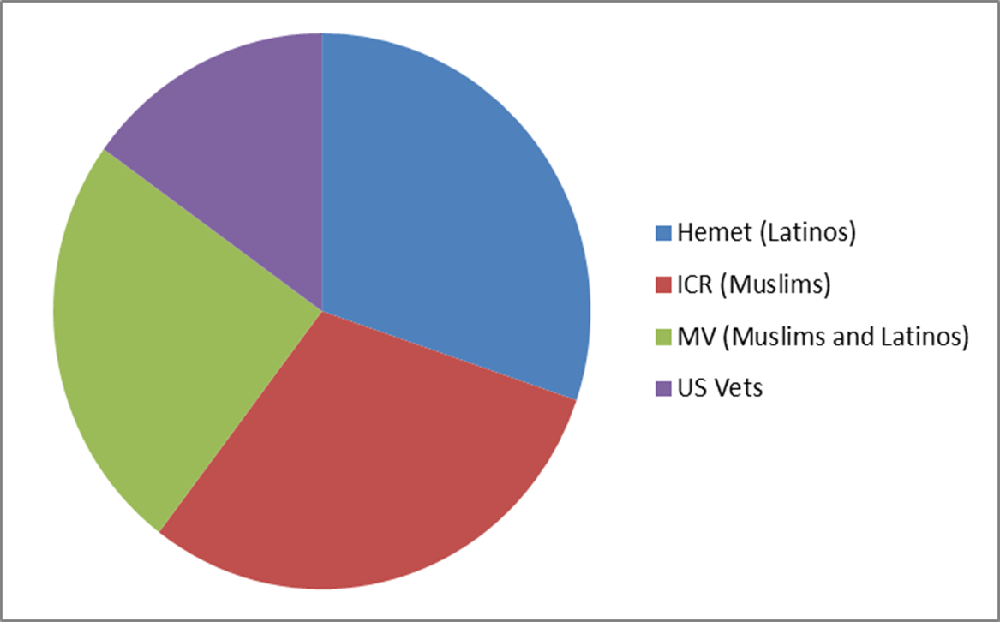 Hemet (Latinos)
ICR (Muslims)
MV (Muslims and Latinos)
US Vets